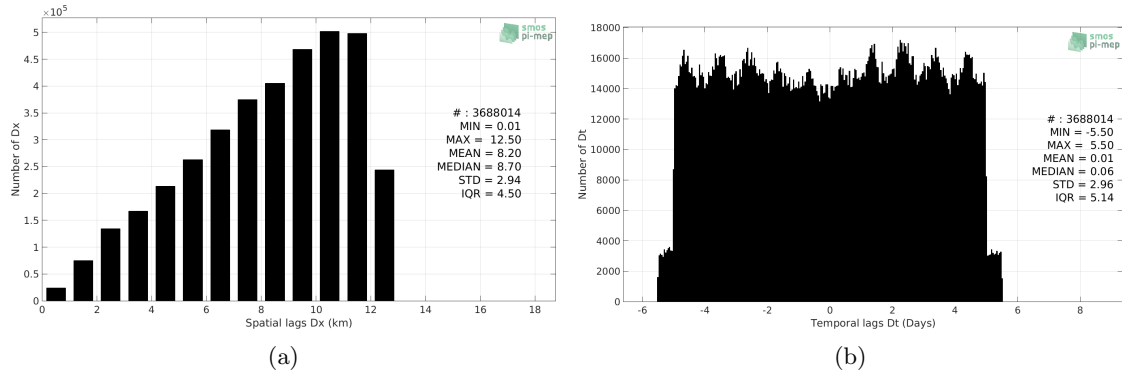 ×10⁵
5
4.5
4
3.5
3
2.5
2
1.5
1
0.5
0
Number of Dx
0 2 4 6 8 10 12 14 16 18
Spatial lags Dx (km)
smos
pi-mep
# : 3688014
MIN = 0.01
MAX = 12.50
MEAN = 8.20
MEDIAN = 8.70
STD = 2.94
IQR = 4.50
(a)
18000
16000
14000
12000
10000
8000
6000
4000
2000
0
Number of Dt
-6 -4 -2 0 2 4 6 8
Temporal lags Dt (Days)
smos
pi-mep
# : 3688014
MIN = -5.50
MAX = 5.50
MEAN = 0.01
MEDIAN = 0.06
STD = 2.96
IQR = 5.14
(b)